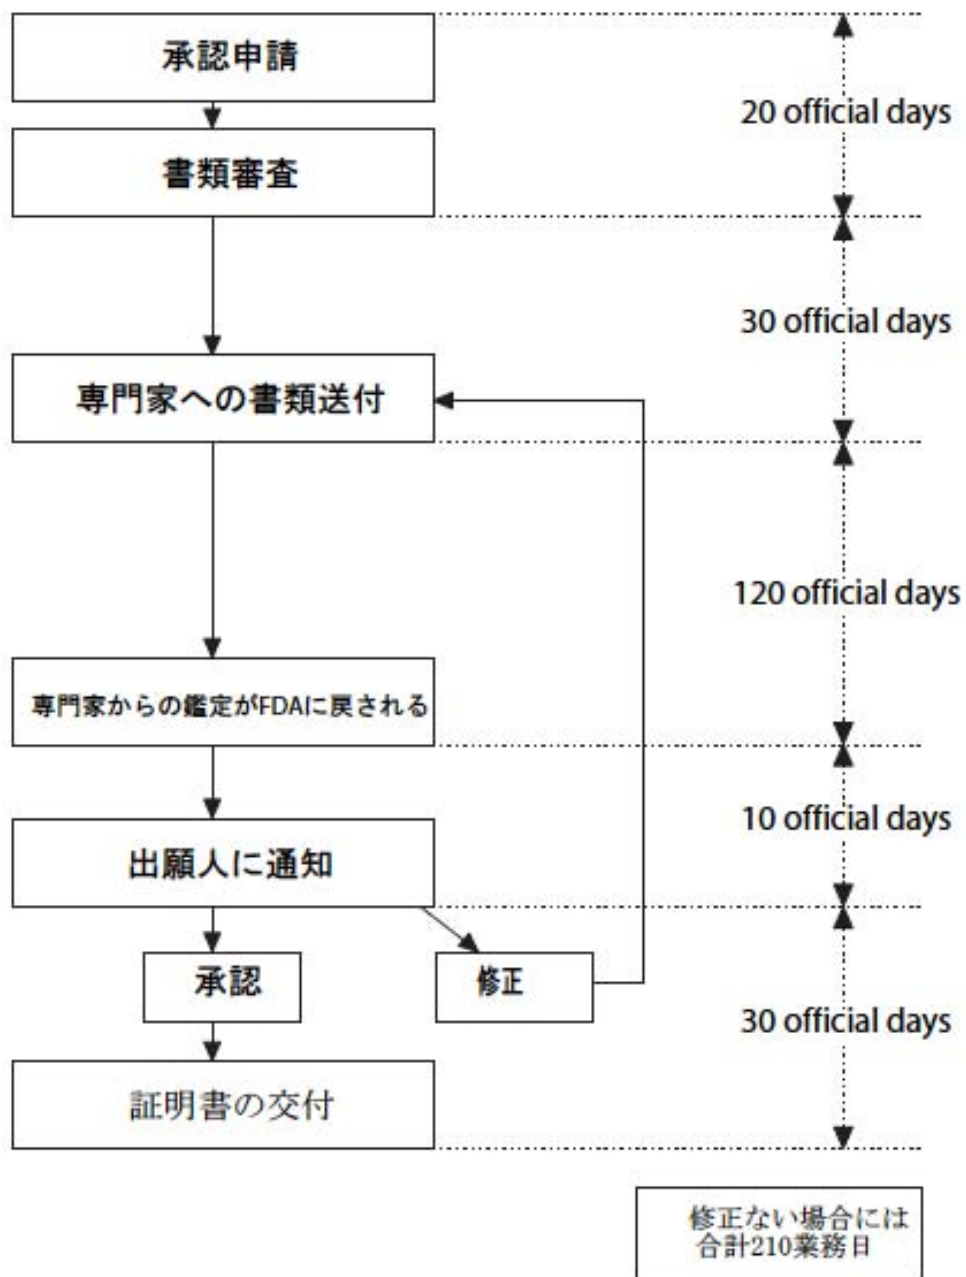 承認申請
20 official days
書類審査
30 official days
専門家への書類送付
120 official days
専門家からの鑑定がFDAに戻される
10 official days
出願人に通知
承認
修正
30 official days
証明書の交付
修正ない場合には
合計210業務日